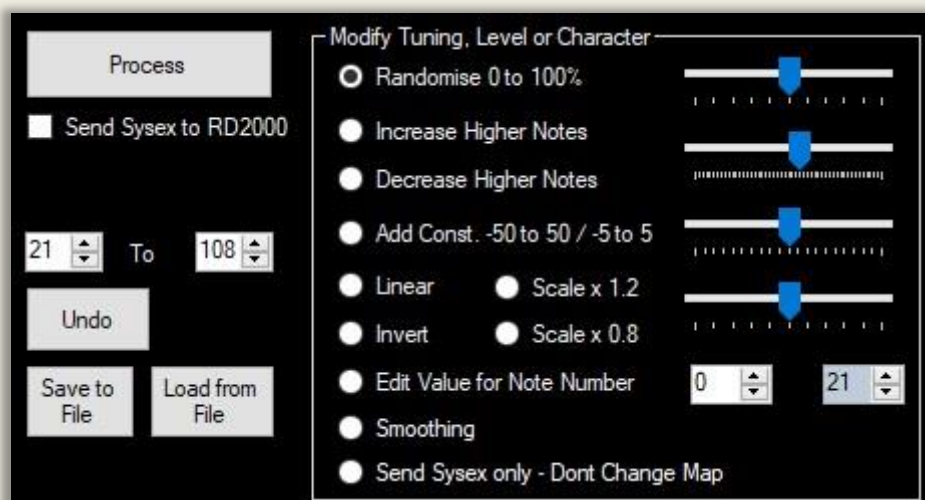 Process
Send Sysex to RD2000
21 To 108
Undo
Save to
File
Load from
File
Modify Tuning, Level or Character
Randomise 0 to 100%
Increase Higher Notes
Decrease Higher Notes
Add Const. -50 to 50 / -5 to 5
Linear Scale x 1.2
Invert Scale x 0.8
Edit Value for Note Number 0 21
Smoothing
Send Sysex only - Dont Change Map